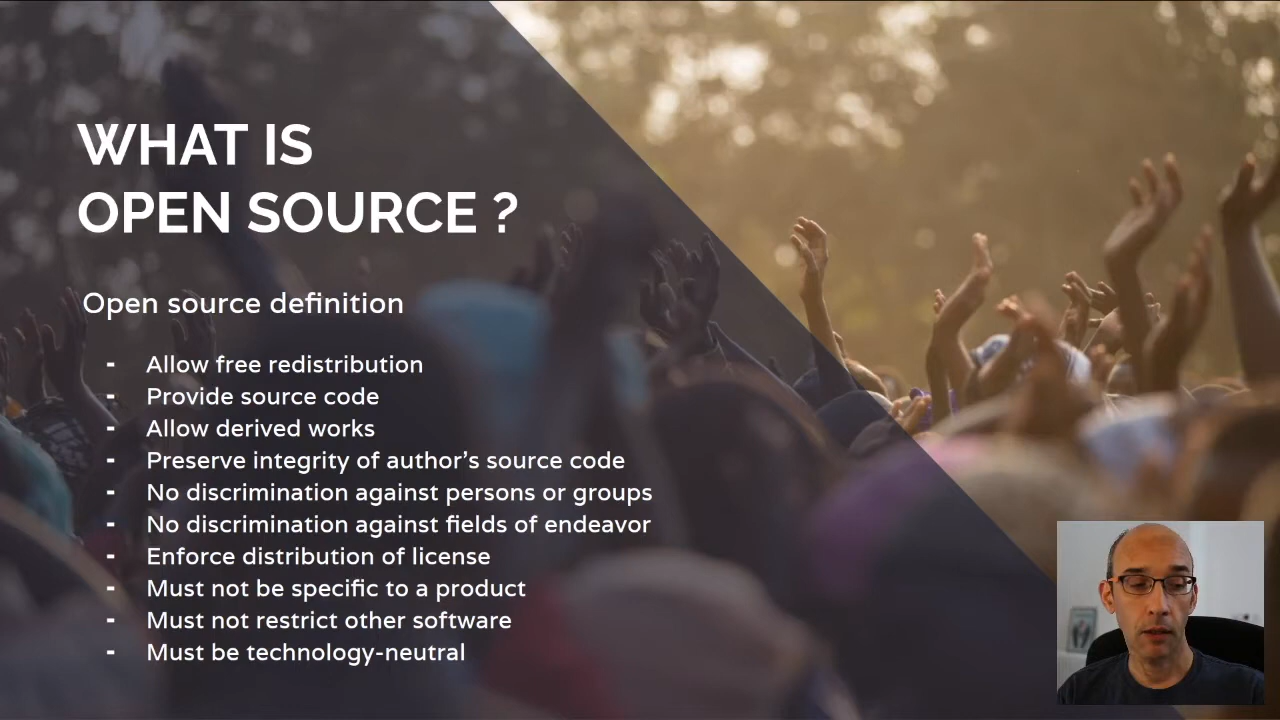 WHAT IS
OPEN SOURCE ?
Open source definition
- Allow free redistribution
- Provide source code
- Allow derived works
- Preserve integrity of author's source code
- No discrimination against persons or groups
- No discrimination against fields of endeavor
- Enforce distribution of license
- Must not be specific to a product
- Must not restrict other software
- Must be technology-neutral